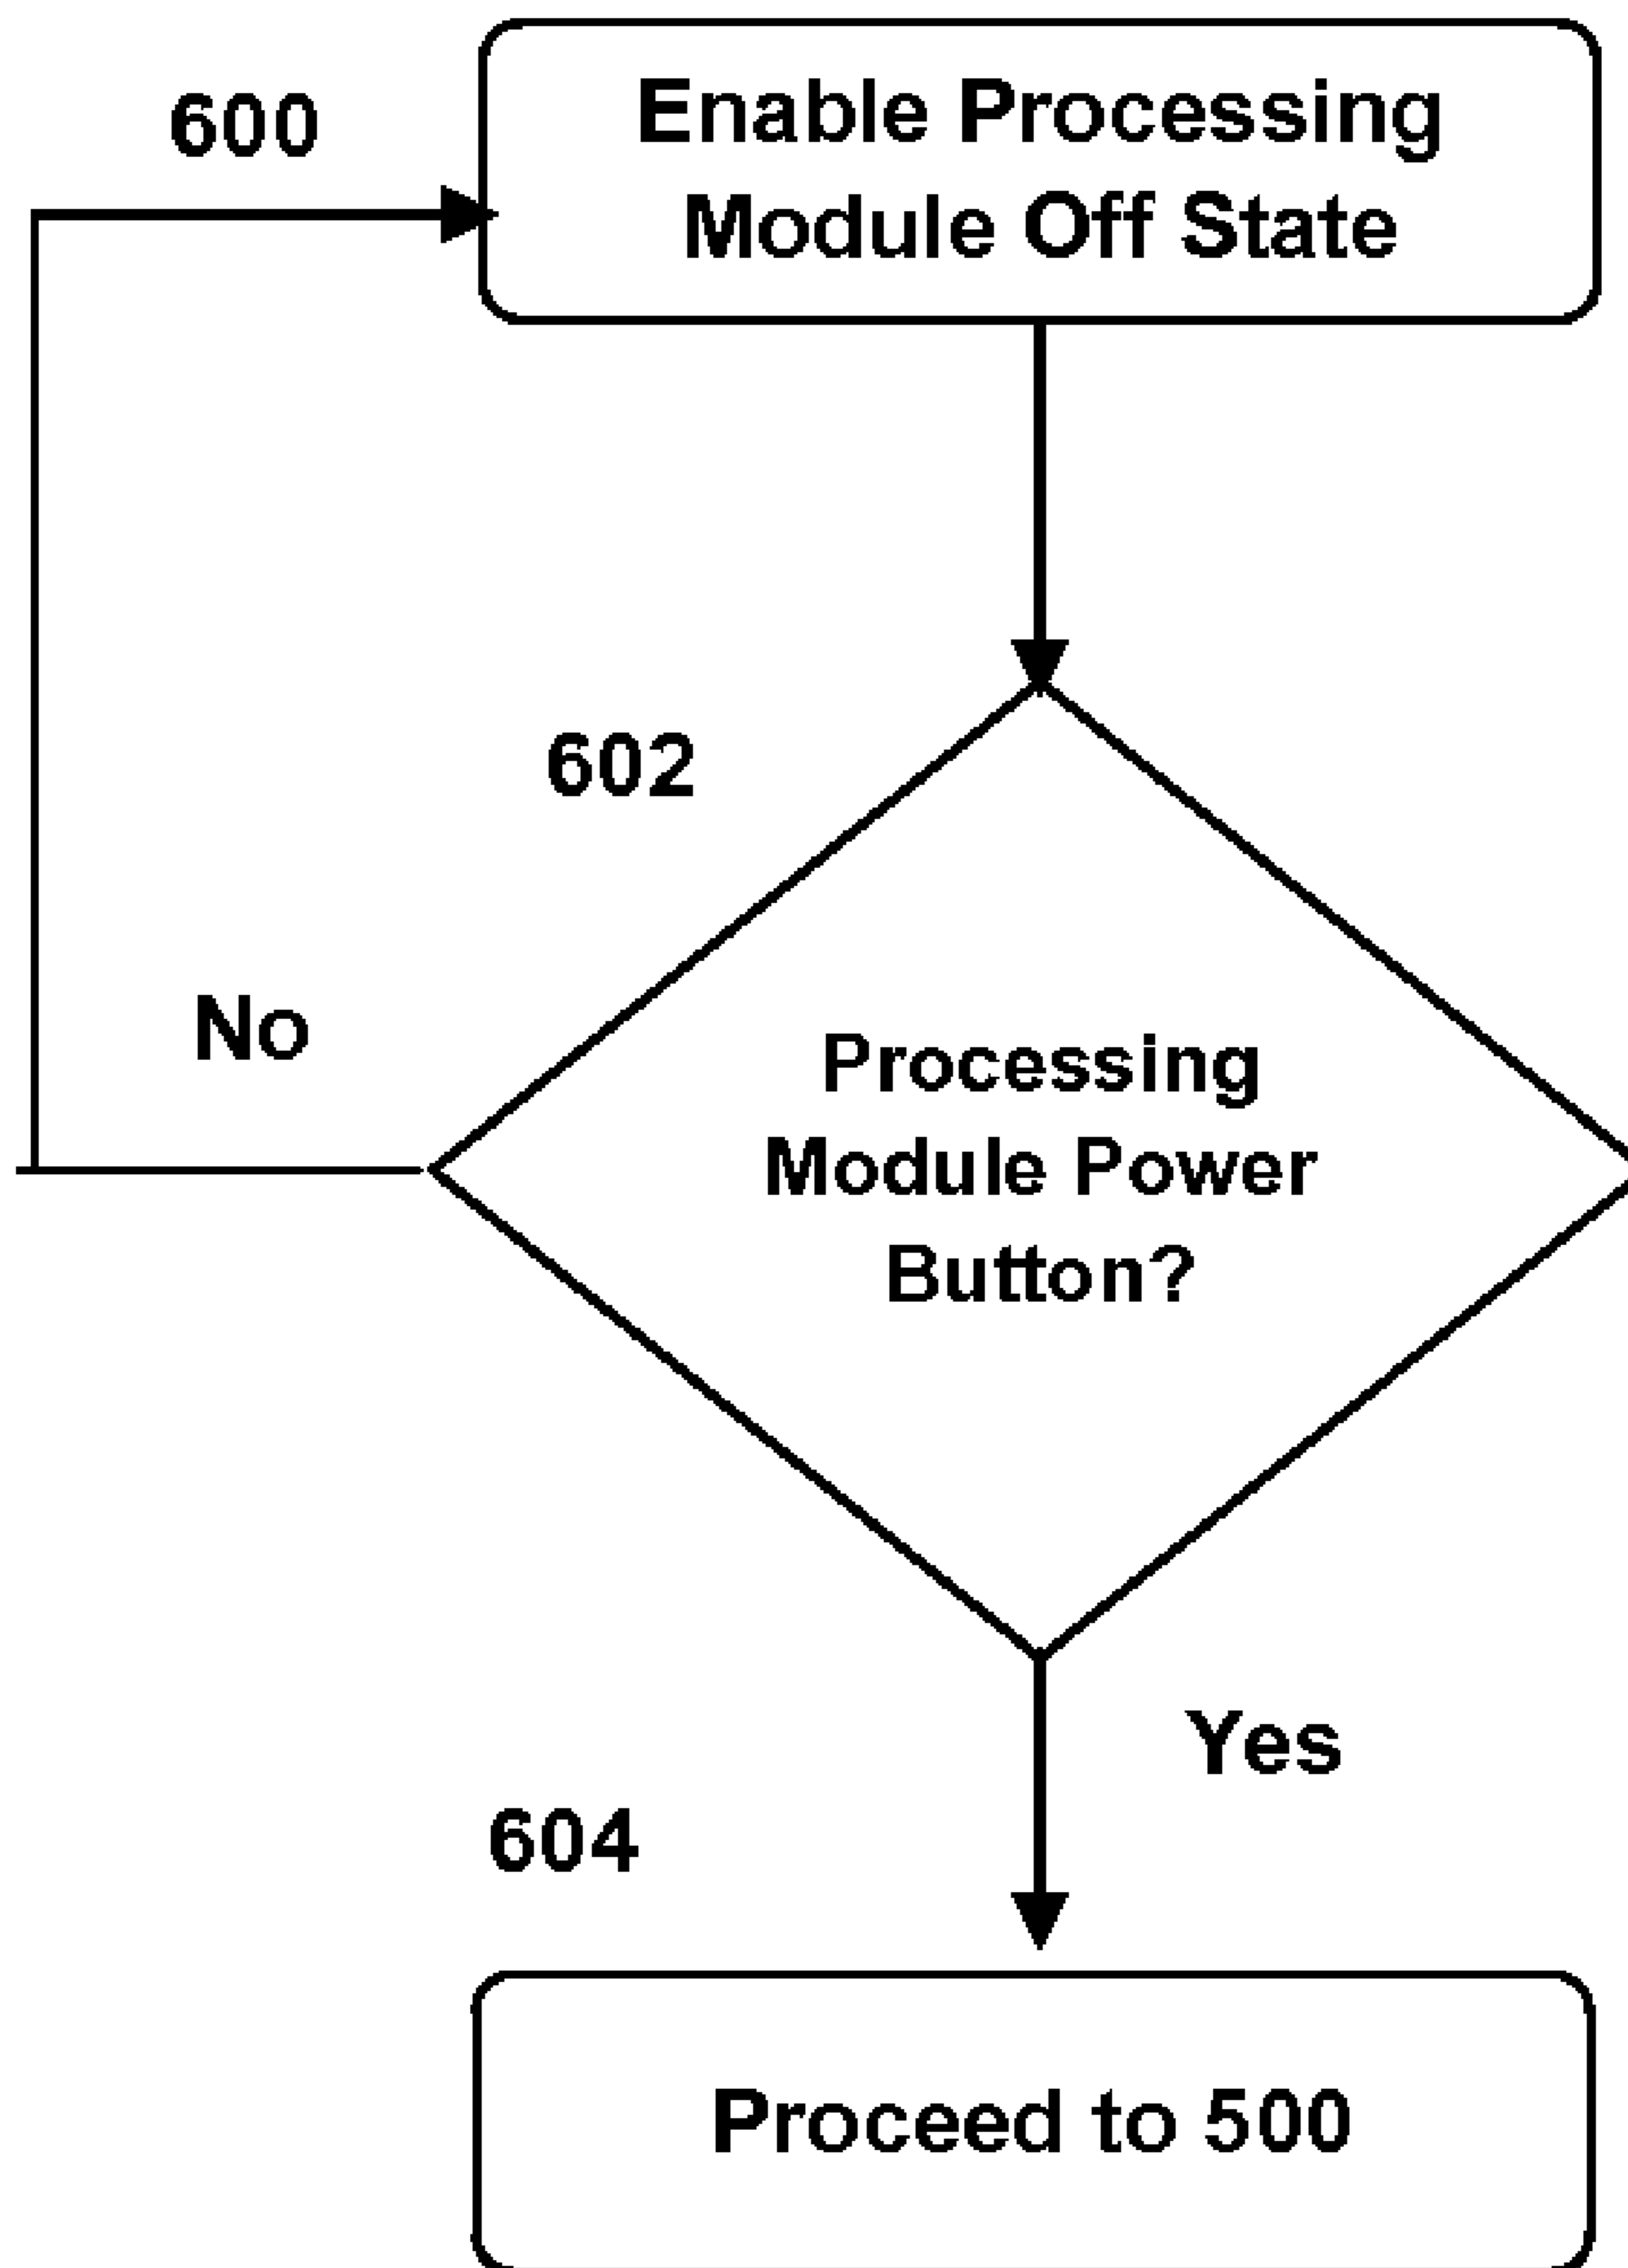 600
Enable Processing
Module Off State
602
No
Processing
Module Power
Button?
Yes
604
Proceed to 500